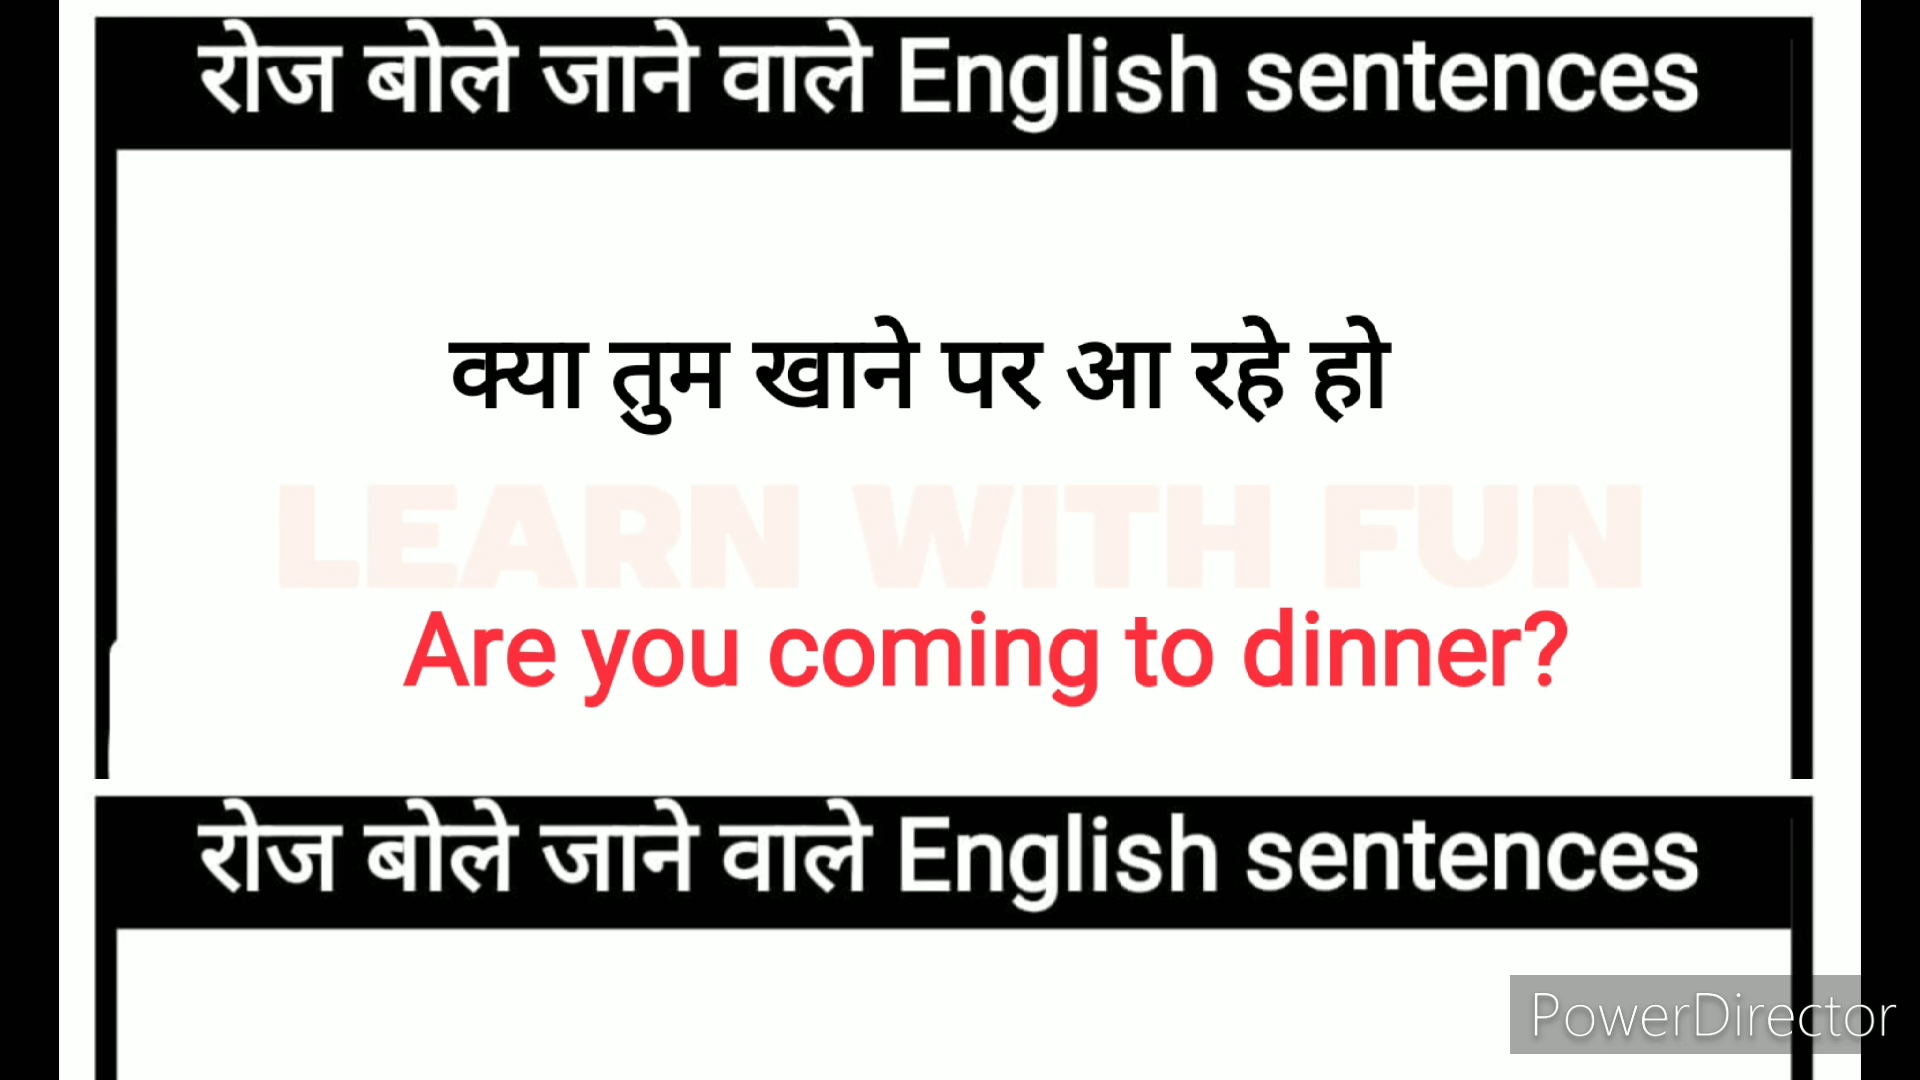 रोज बोले जाने वाले English sentences
क्या तुम खाने पर आ रहे हो
LEARN WITH FUN
Are you coming to dinner?
रोज बोले जाने वाले English sentences
PowerDirector